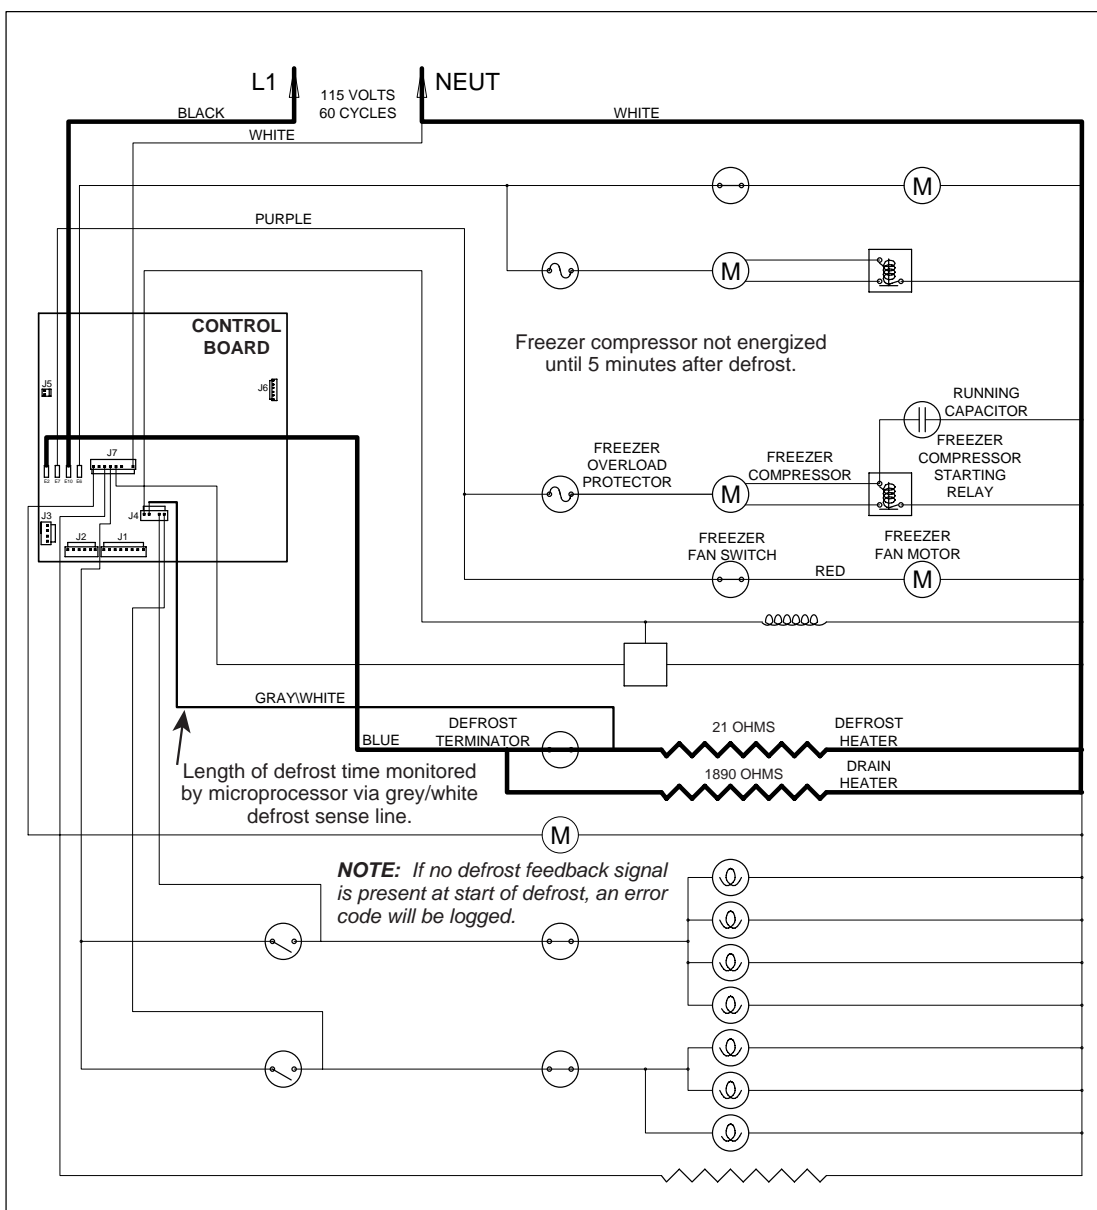 L1
NEUT
115 VOLTS
60 CYCLES
BLACK
WHITE
WHITE
PURPLE
M
M
CONTROL
BOARD
J5
J6
Freezer compressor not energized
until 5 minutes after defrost.
RUNNING
CAPACITOR
J7
FREEZER
OVERLOAD
PROTECTOR
FREEZER
COMPRESSOR
FREEZER
COMPRESSOR
STARTING
RELAY
E7
E10
M
J3
J4
J2
J1
FREEZER
FAN SWITCH
RED
FREEZER
FAN MOTOR
M
GRAY\WHITE
BLUE
DEFROST
TERMINATOR
21 OHMS
DEFROST
HEATER
1890 OHMS
DRAIN
HEATER
Length of defrost time monitored
by microprocessor via grey/white
defrost sense line.
M
NOTE: If no defrost feedback signal
is present at start of defrost, an error
code will be logged.